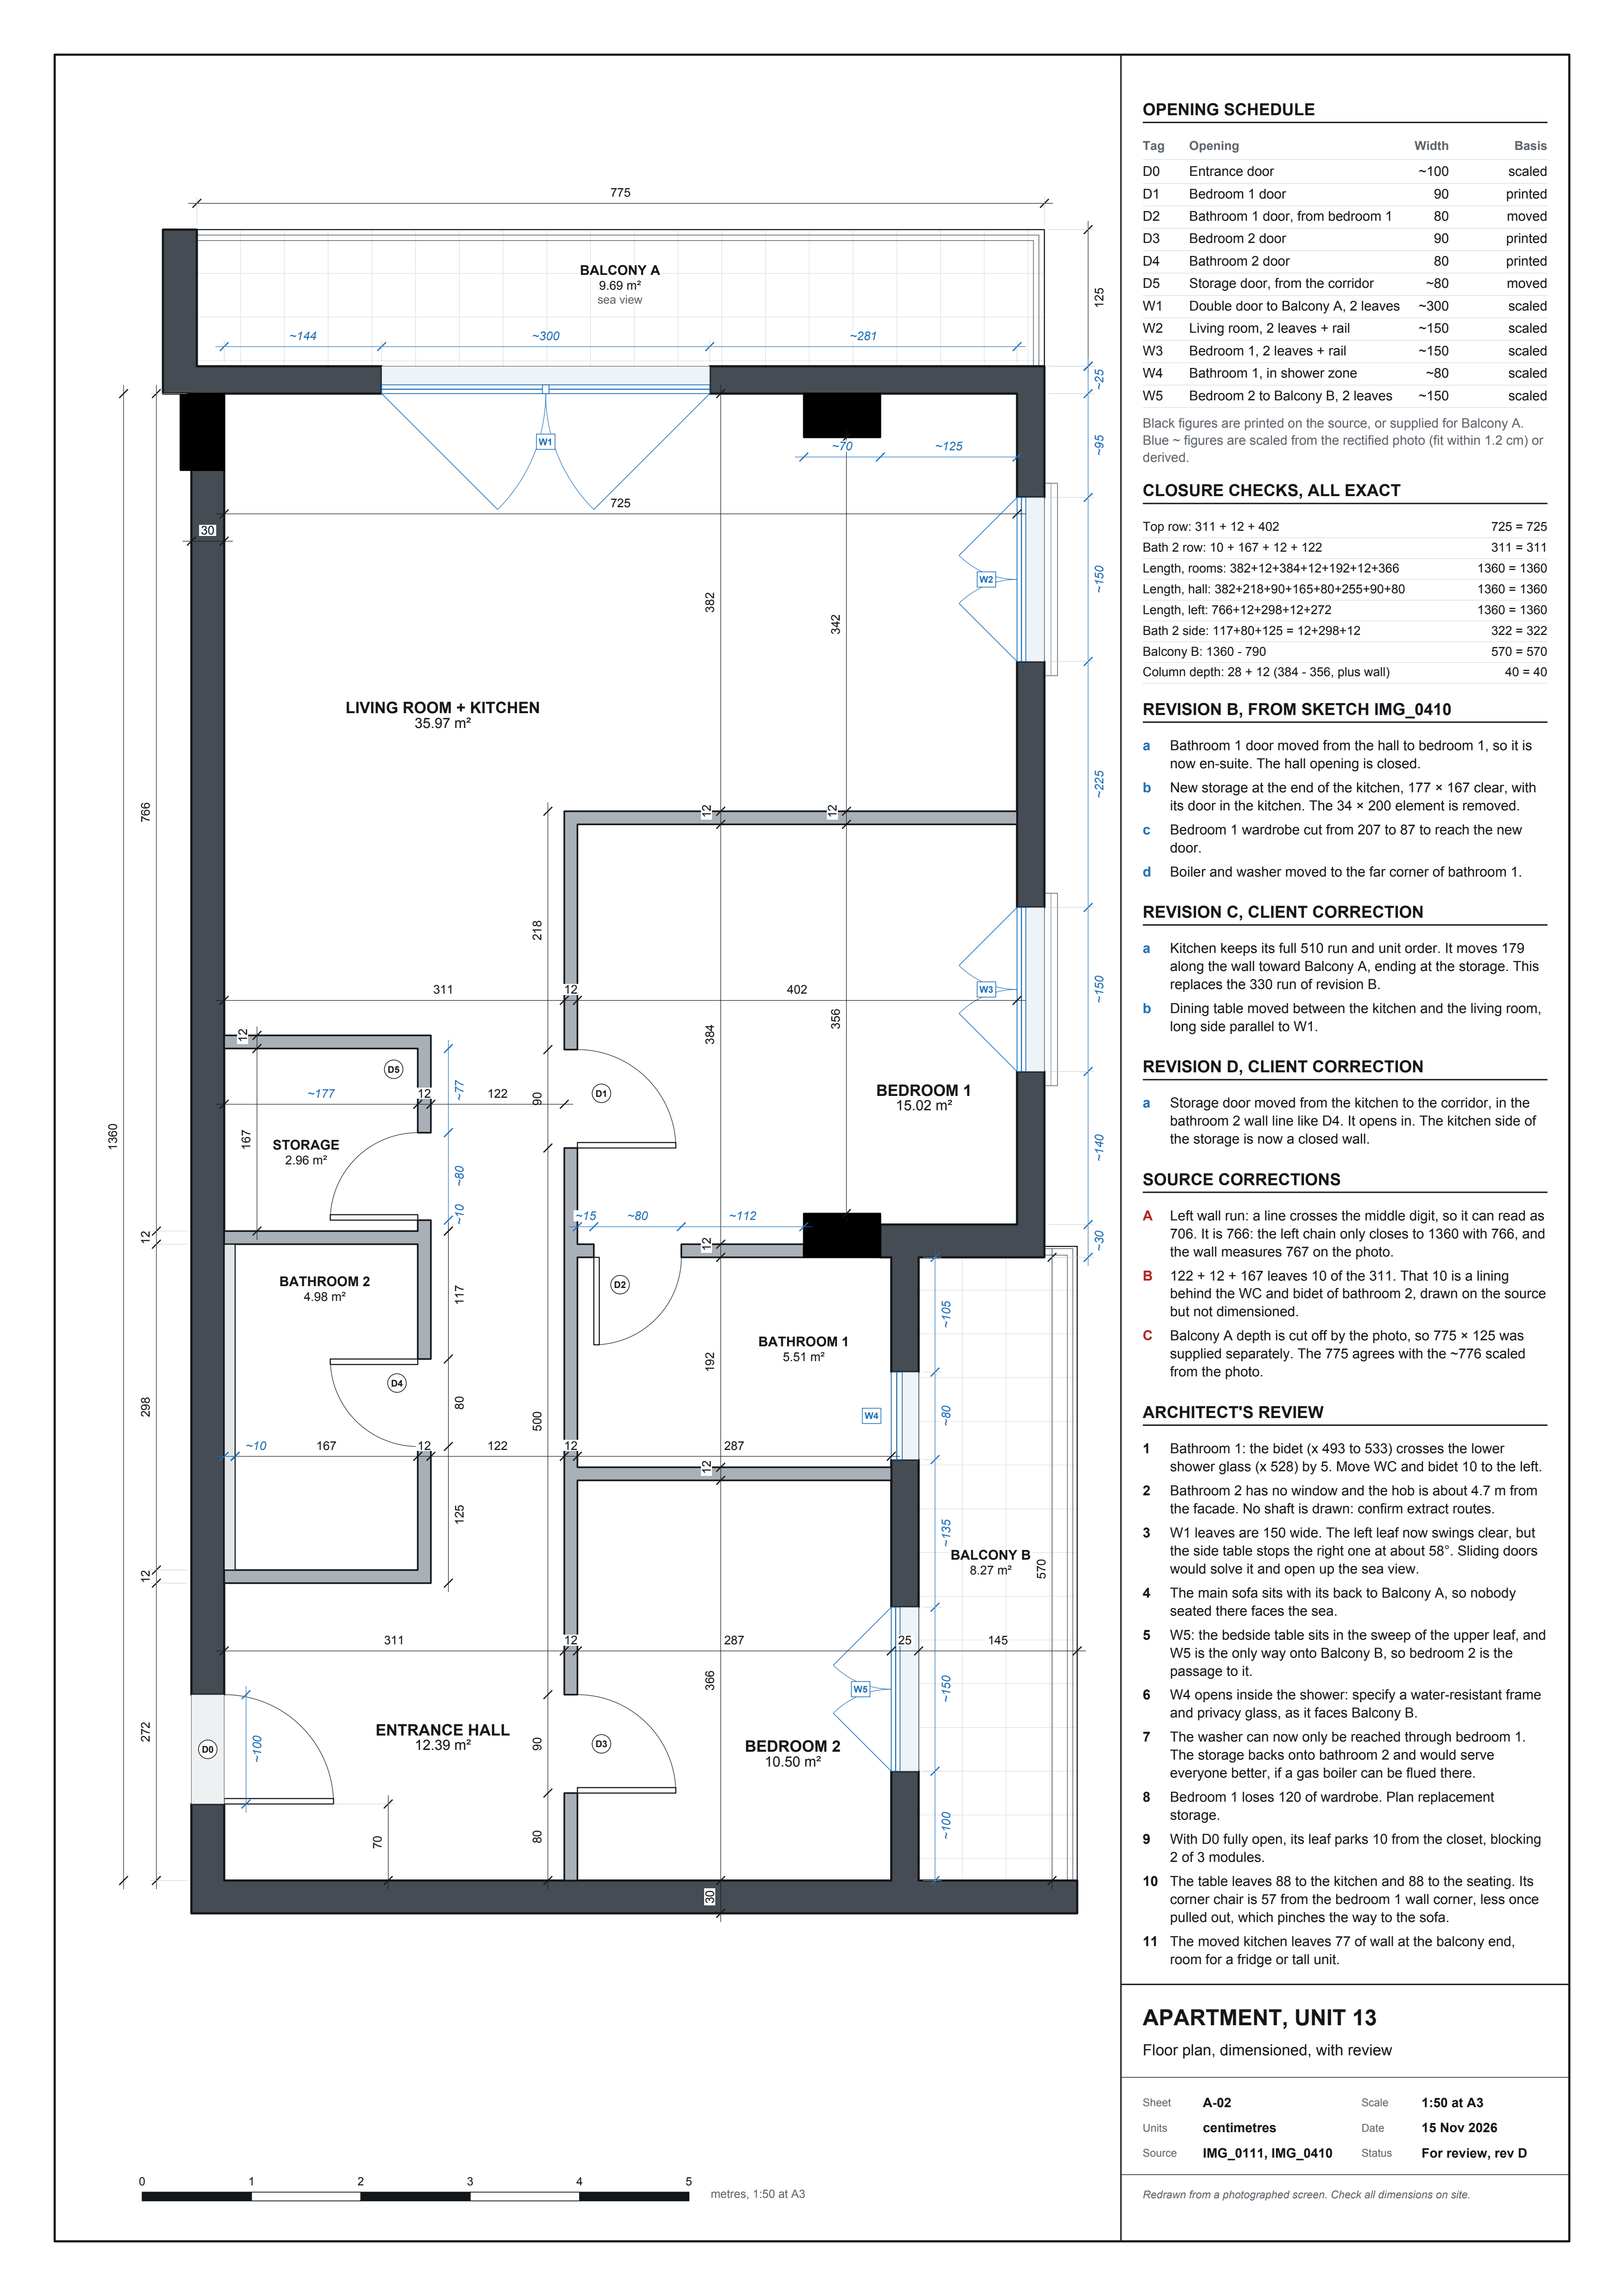 775
BALCONY A
9.69 m²
sea view
~144
~300
~281
125
~25
W1
~70
~125
~95
725
30
382
342
W2
~150
LIVING ROOM + KITCHEN
35.97 m²
766
12
12
~225
218
311
12
402
W3
~150
384
356
12
D5
~177
12
122
~77
90
D1
BEDROOM 1
15.02 m²
1360
167
STORAGE
2.96 m²
~80
~140
~10
~15
~80
~112
12
12
~30
BATHROOM 2
4.98 m²
117
D2
~105
BATHROOM 1
5.51 m²
192
D4
298
80
500
W4
~80
~10
167
12
122
12
287
12
125
~135
BALCONY B
8.27 m²
570
12
311
12
287
25
145
366
W5
~150
272
D0
~100
ENTRANCE HALL
12.39 m²
90
D3
BEDROOM 2
10.50 m²
70
80
~100
30
0 1 2 3 4 5
metres, 1:50 at A3
OPENING SCHEDULE
Tag Opening Width Basis
D0 Entrance door ~100 scaled
D1 Bedroom 1 door 90 printed
D2 Bathroom 1 door, from bedroom 1 80 moved
D3 Bedroom 2 door 90 printed
D4 Bathroom 2 door 80 printed
D5 Storage door, from the corridor ~80 moved
W1 Double door to Balcony A, 2 leaves ~300 scaled
W2 Living room, 2 leaves + rail ~150 scaled
W3 Bedroom 1, 2 leaves + rail ~150 scaled
W4 Bathroom 1, in shower zone ~80 scaled
W5 Bedroom 2 to Balcony B, 2 leaves ~150 scaled
Black figures are printed on the source, or supplied for Balcony A.
Blue ~ figures are scaled from the rectified photo (fit within 1.2 cm) or
derived.
CLOSURE CHECKS, ALL EXACT
Top row: 311 + 12 + 402 725 = 725
Bath 2 row: 10 + 167 + 12 + 122 311 = 311
Length, rooms: 382+12+384+12+192+12+366 1360 = 1360
Length, hall: 382+218+90+165+80+255+90+80 1360 = 1360
Length, left: 766+12+298+12+272 1360 = 1360
Bath 2 side: 117+80+125 = 12+298+12 322 = 322
Balcony B: 1360 - 790 570 = 570
Column depth: 28 + 12 (384 - 356, plus wall) 40 = 40
REVISION B, FROM SKETCH IMG_0410
a Bathroom 1 door moved from the hall to bedroom 1, so it is
now en-suite. The hall opening is closed.
b New storage at the end of the kitchen, 177 × 167 clear, with
its door in the kitchen. The 34 × 200 element is removed.
c Bedroom 1 wardrobe cut from 207 to 87 to reach the new
door.
d Boiler and washer moved to the far corner of bathroom 1.
REVISION C, CLIENT CORRECTION
a Kitchen keeps its full 510 run and unit order. It moves 179
along the wall toward Balcony A, ending at the storage. This
replaces the 330 run of revision B.
b Dining table moved between the kitchen and the living room,
long side parallel to W1.
REVISION D, CLIENT CORRECTION
a Storage door moved from the kitchen to the corridor, in the
bathroom 2 wall line like D4. It opens in. The kitchen side of
the storage is now a closed wall.
SOURCE CORRECTIONS
A Left wall run: a line crosses the middle digit, so it can read as
706. It is 766: the left chain only closes to 1360 with 766, and
the wall measures 767 on the photo.
B 122 + 12 + 167 leaves 10 of the 311. That 10 is a lining
behind the WC and bidet of bathroom 2, drawn on the source
but not dimensioned.
C Balcony A depth is cut off by the photo, so 775 × 125 was
supplied separately. The 775 agrees with the ~776 scaled
from the photo.
ARCHITECT'S REVIEW
1 Bathroom 1: the bidet (x 493 to 533) crosses the lower
shower glass (x 528) by 5. Move WC and bidet 10 to the left.
2 Bathroom 2 has no window and the hob is about 4.7 m from
the facade. No shaft is drawn: confirm extract routes.
3 W1 leaves are 150 wide. The left leaf now swings clear, but
the side table stops the right one at about 58°. Sliding doors
would solve it and open up the sea view.
4 The main sofa sits with its back to Balcony A, so nobody
seated there faces the sea.
5 W5: the bedside table sits in the sweep of the upper leaf, and
W5 is the only way onto Balcony B, so bedroom 2 is the
passage to it.
6 W4 opens inside the shower: specify a water-resistant frame
and privacy glass, as it faces Balcony B.
7 The washer can now only be reached through bedroom 1.
The storage backs onto bathroom 2 and would serve
everyone better, if a gas boiler can be flued there.
8 Bedroom 1 loses 120 of wardrobe. Plan replacement
storage.
9 With D0 fully open, its leaf parks 10 from the closet, blocking
2 of 3 modules.
10 The table leaves 88 to the kitchen and 88 to the seating. Its
corner chair is 57 from the bedroom 1 wall corner, less once
pulled out, which pinches the way to the sofa.
11 The moved kitchen leaves 77 of wall at the balcony end,
room for a fridge or tall unit.
APARTMENT, UNIT 13
Floor plan, dimensioned, with review
Sheet A-02 Scale 1:50 at A3
Units centimetres Date 15 Nov 2026
Source IMG_0111, IMG_0410 Status For review, rev D
Redrawn from a photographed screen. Check all dimensions on site.